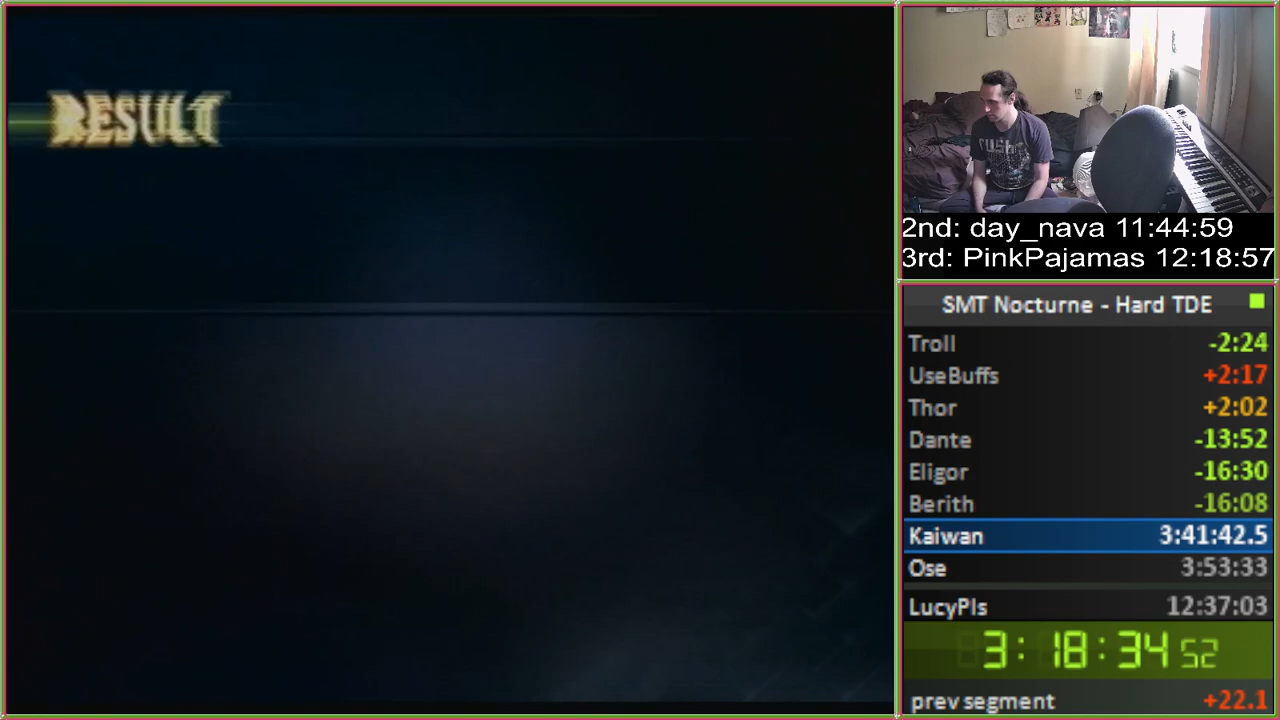 RESULT
2nd: day_nava 11:44:59
3rd: PinkPajamas 12:18:57
SMT Nocturne - Hard TDE
Troll -2:24
UseBuffs +2:17
Thor +2:02
Dante -13:52
Eligor -16:30
Berith -16:08
Kaiwan 3:41:42.5
Ose 3:53:33
LucyPls 12:37:03
3:18:34 52
prev segment +22.1